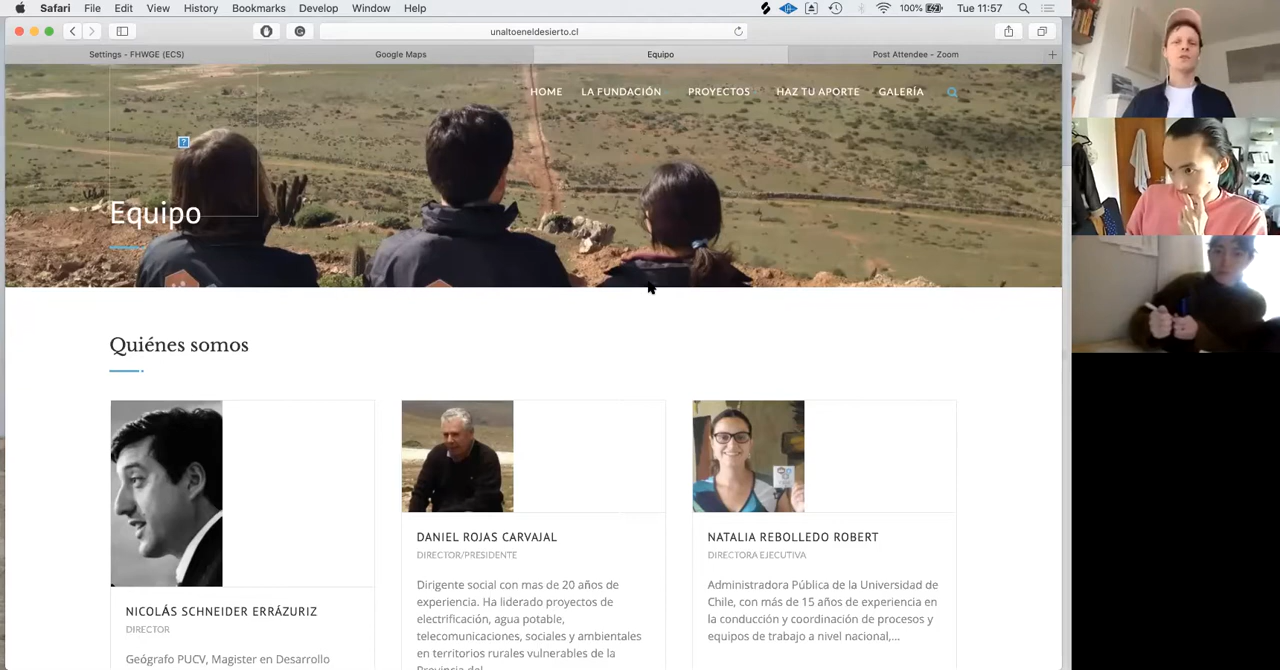 Safari File Edit View History Bookmarks Develop Window Help 100% Tue 11:57
unaltoeneldesierto.cl
Settings - FHWGE (ECS) Google Maps Equipo Post Attendee - Zoom
HOME LA FUNDACIÓN PROYECTOS HAZ TU APORTE GALERÍA
?
Equipo
Quiénes somos
NICOLÁS SCHNEIDER ERRÁZURIZ
DIRECTOR
Geógrafo PUCV, Magister en Desarrollo
DANIEL ROJAS CARVAJAL
DIRECTOR/PRESIDENTE
Dirigente social con mas de 20 años de
experiencia. Ha liderado proyectos de
electrificación, agua potable,
telecomunicaciones, sociales y ambientales
en territorios rurales vulnerables de la
Provincia del
NATALIA REBOLLEDO ROBERT
DIRECTORA EJECUTIVA
Administradora Pública de la Universidad de
Chile, con más de 15 años de experiencia en
la conducción y coordinación de procesos y
equipos de trabajo a nivel nacional,...